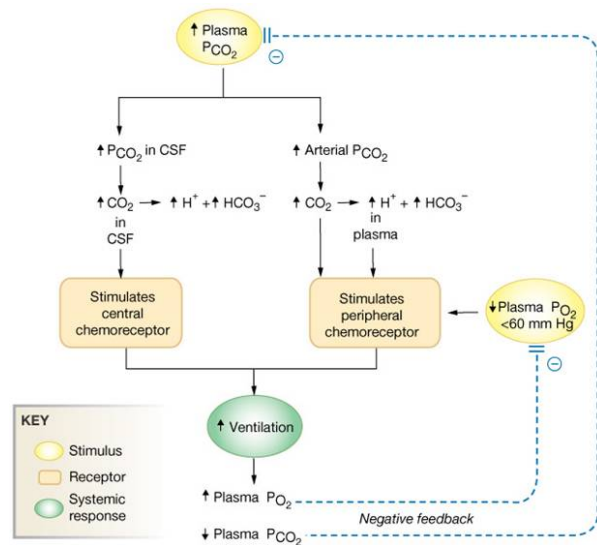 ↑ Plasma
PCO₂
⊖
↑ PCO₂ in CSF
↑ Arterial PCO₂
↑ CO₂ → ↑ H⁺ + ↑ HCO₃⁻
in
CSF
↑ CO₂ → ↑ H⁺ + ↑ HCO₃⁻
in
plasma
Stimulates
central
chemoreceptor
Stimulates
peripheral
chemoreceptor
↓ Plasma PO₂
<60 mm Hg
⊖
↑ Ventilation
KEY
Stimulus
Receptor
Systemic
response
↑ Plasma PO₂
Negative feedback
↓ Plasma PCO₂